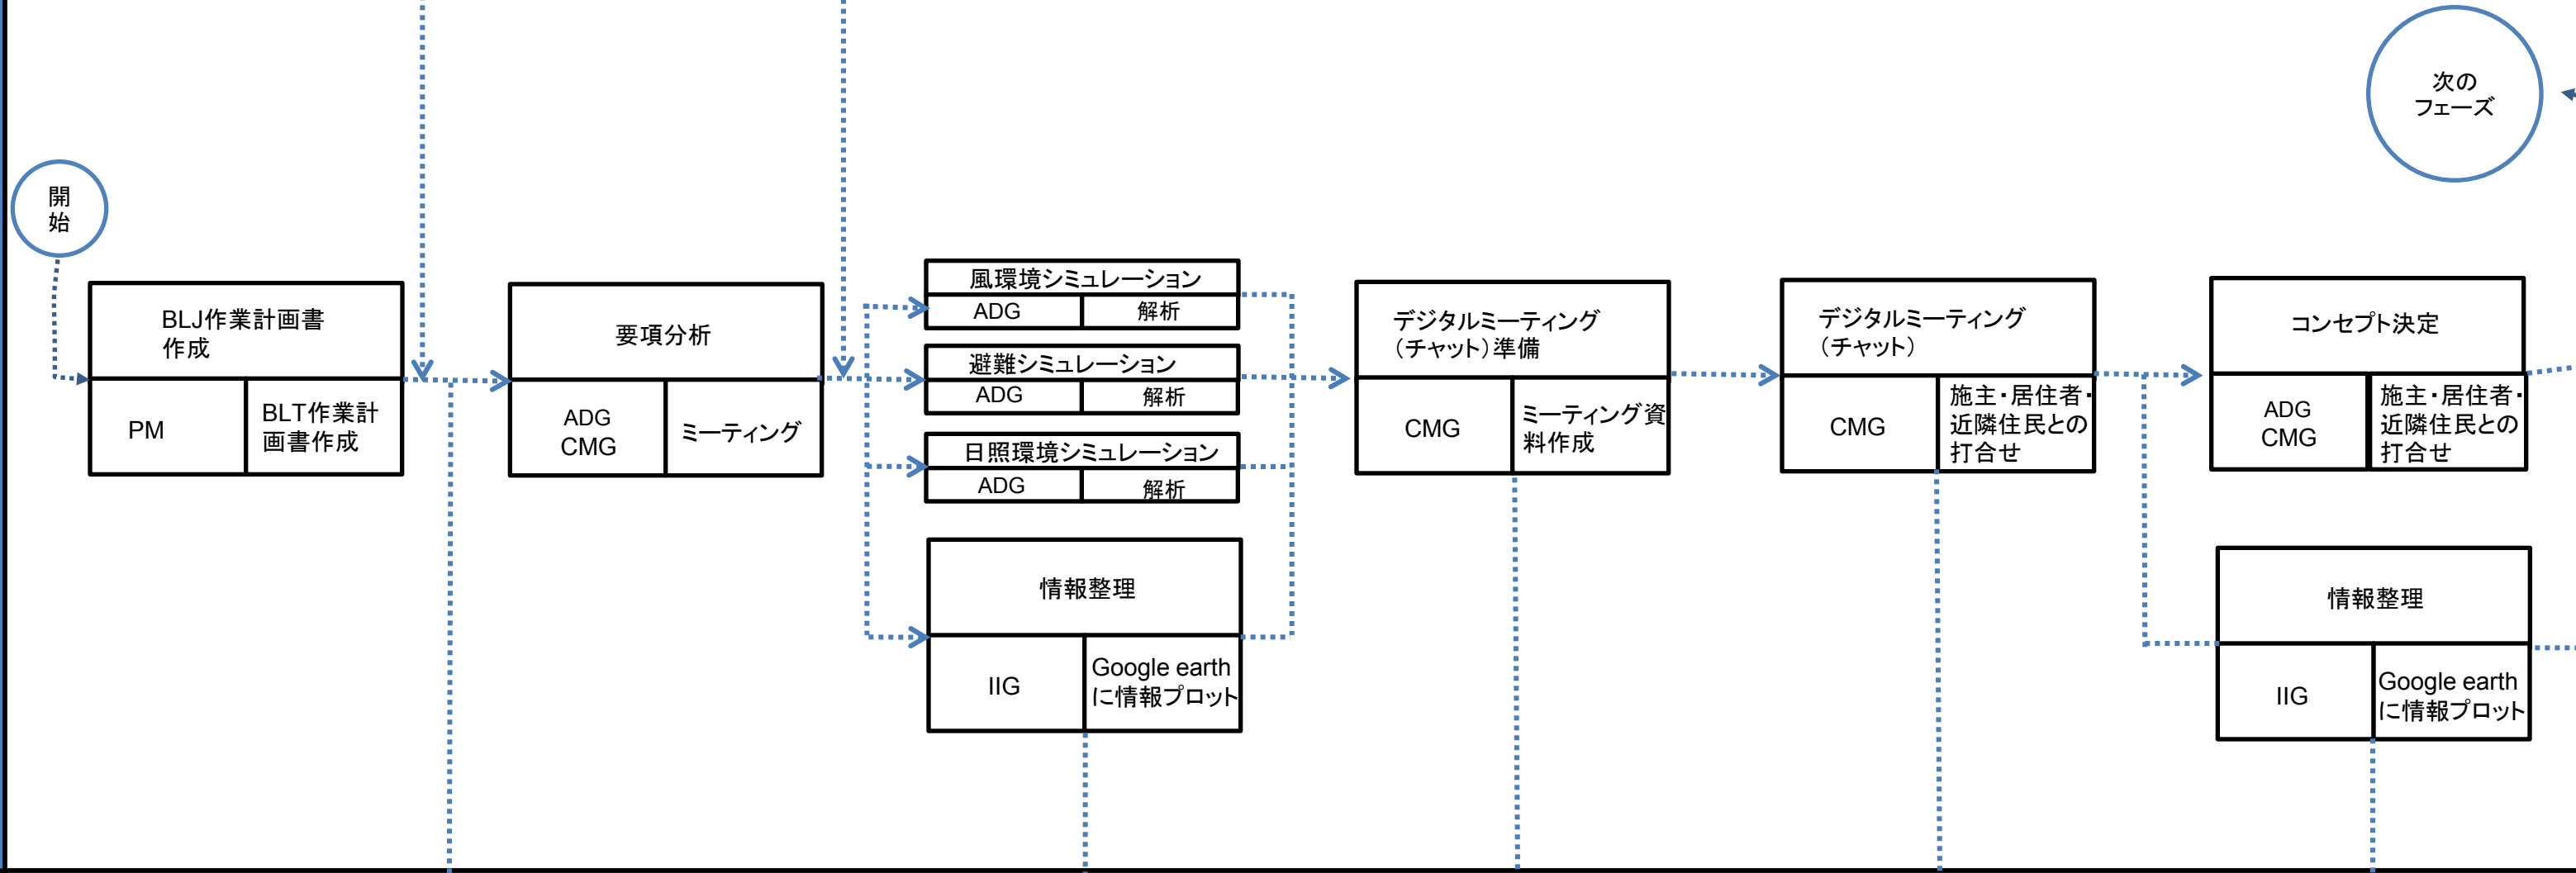 次の
フェーズ
開
始
BLJ作業計画書
作成
PM
BLT作業計
画書作成
要項分析
ADG
CMG
ミーティング
風環境シミュレーション
ADG
解析
避難シミュレーション
ADG
解析
日照環境シミュレーション
ADG
解析
情報整理
IIG
Google earth
に情報プロット
デジタルミーティング
（チャット）準備
CMG
ミーティング資
料作成
デジタルミーティング
（チャット）
CMG
施主・居住者・
近隣住民との
打合せ
コンセプト決定
ADG
CMG
施主・居住者・
近隣住民との
打合せ
情報整理
IIG
Google earth
に情報プロット